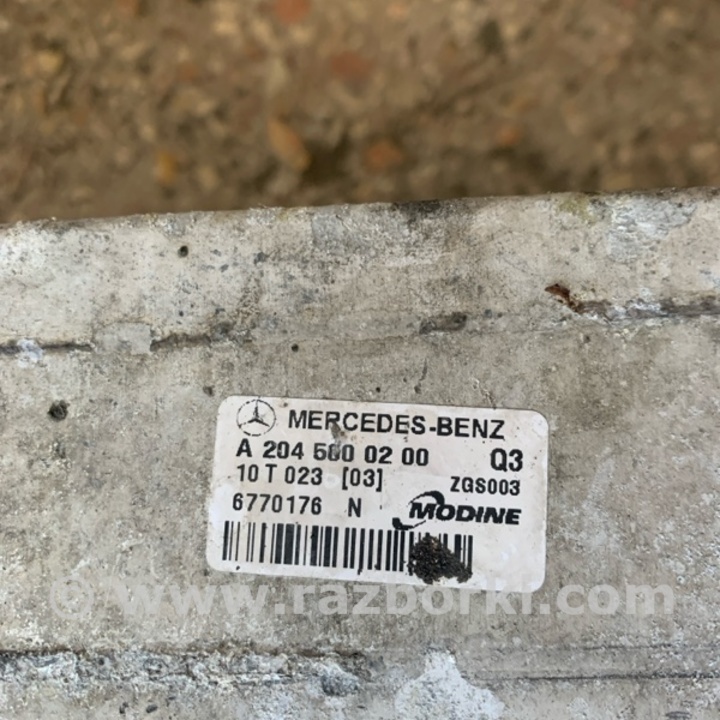 MERCEDES-BENZ
A 204 500 02 00 Q3
10 T 023 [03] ZGS003
6770176 N MODINE
© www.razborki.com